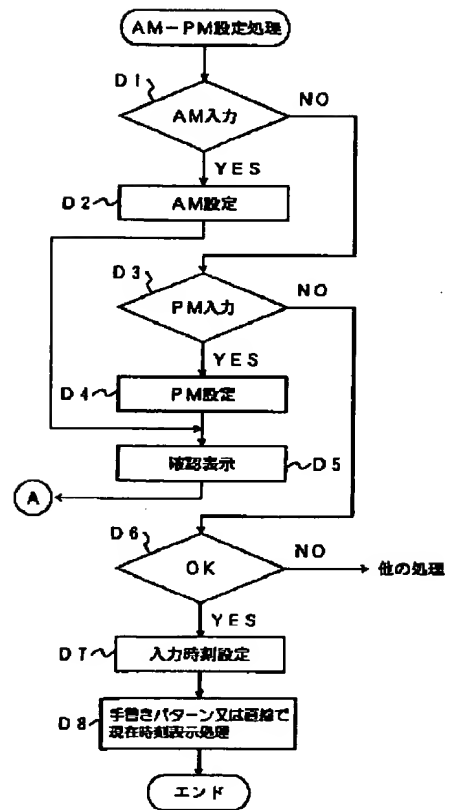 AM-PM設定処理
D1
AM入力
NO
YES
D2
AM設定
D3
PM入力
NO
YES
D4
PM設定
確認表示
D5
A
D6
OK
NO
他の処理
YES
D7
入力時刻設定
D8
手書きパターン又は直線で
現在時刻表示処理
エンド